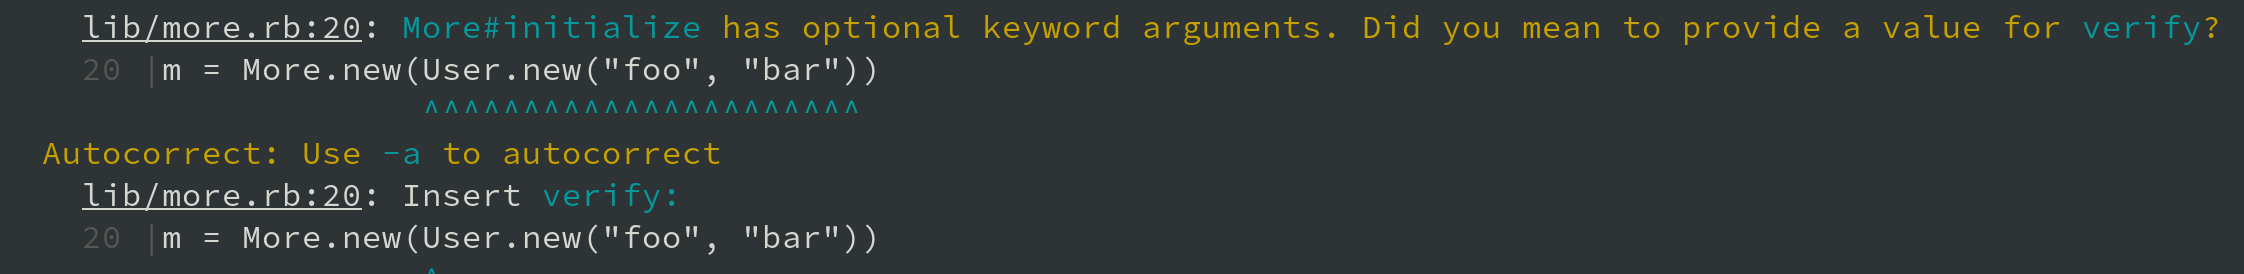 lib/more.rb:20: More#initialize has optional keyword arguments. Did you mean to provide a value for verify?
20 |m = More.new(User.new("foo", "bar"))
^^^^^^^^^^^^^^^^^^^^^^
Autocorrect: Use -a to autocorrect
lib/more.rb:20: Insert verify:
20 |m = More.new(User.new("foo", "bar"))
^